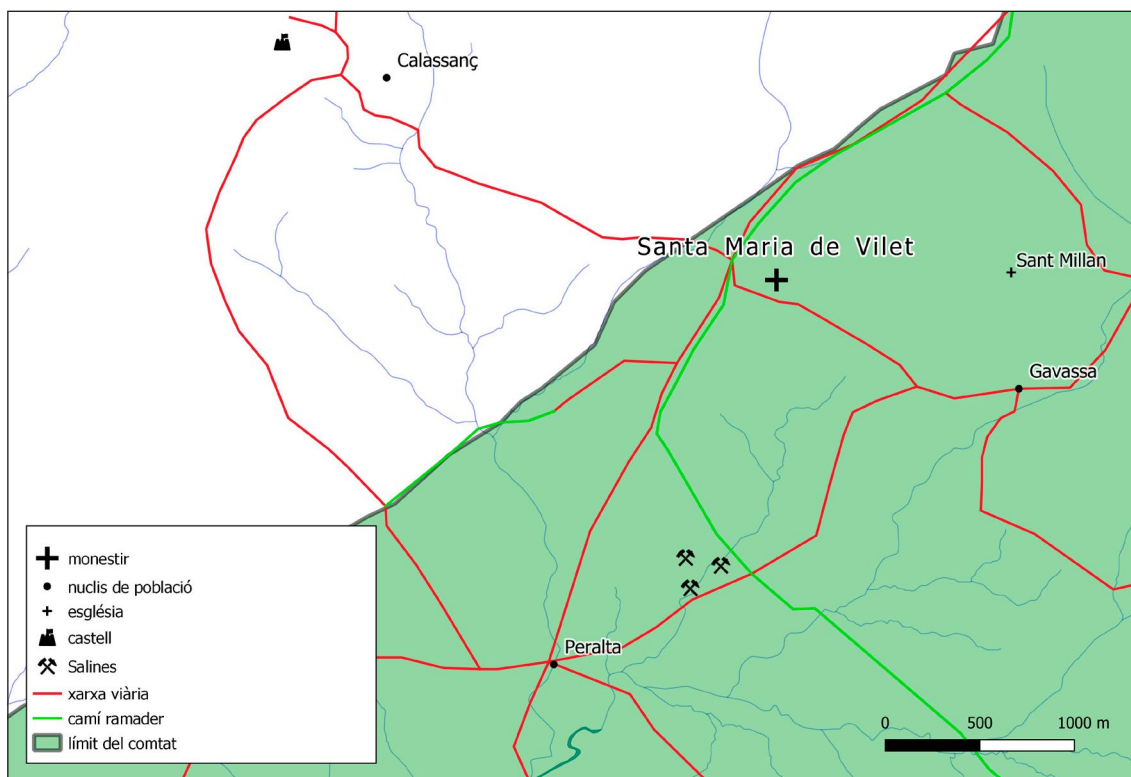 Calassanç
Santa Maria de Vilet
Sant Millan
Gavassa
Peralta
monestir
nuclis de població
església
castell
Salines
xarxa viària
camí ramader
límit del comtat
0 500 1000 m